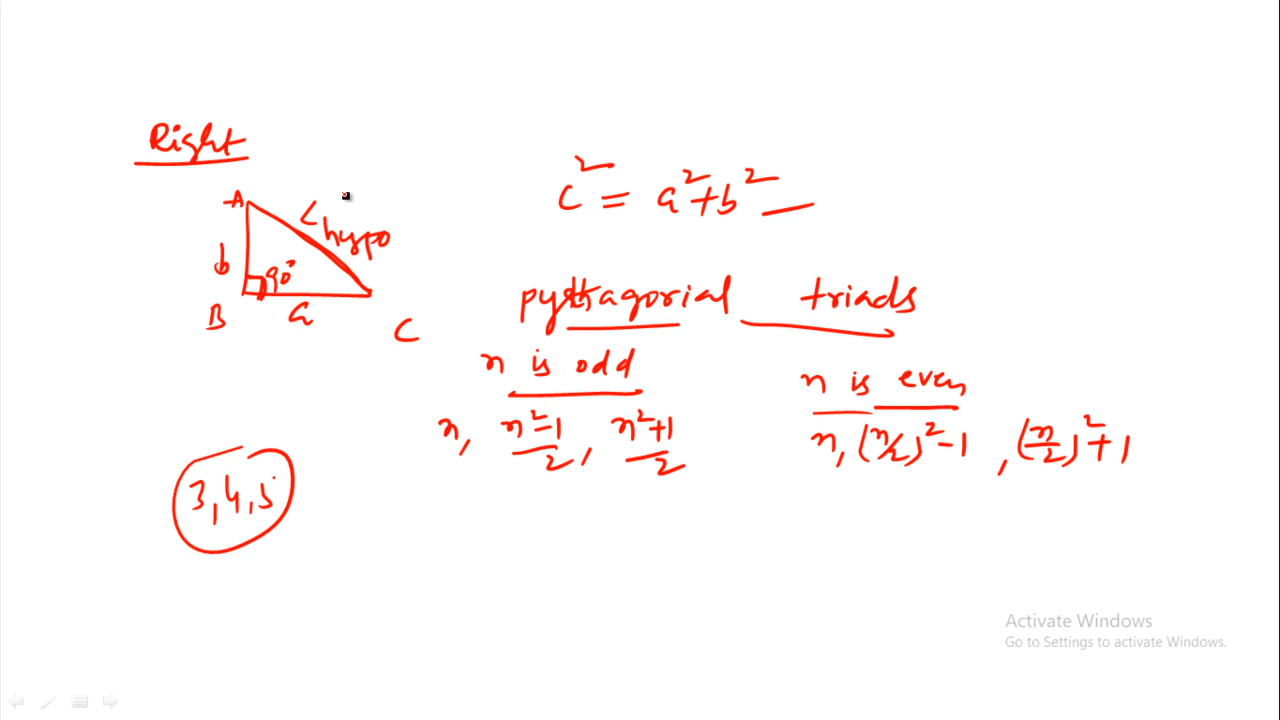 Right
A
c
hypo
b
90°
B
a
C
c² = a² + b²
pythagorial triads
n is odd
n, n²-1/2, n²+1/2
n is even
n, (n/2)²-1, (n/2)²+1
3,4,5
Activate Windows
Go to Settings to activate Windows.